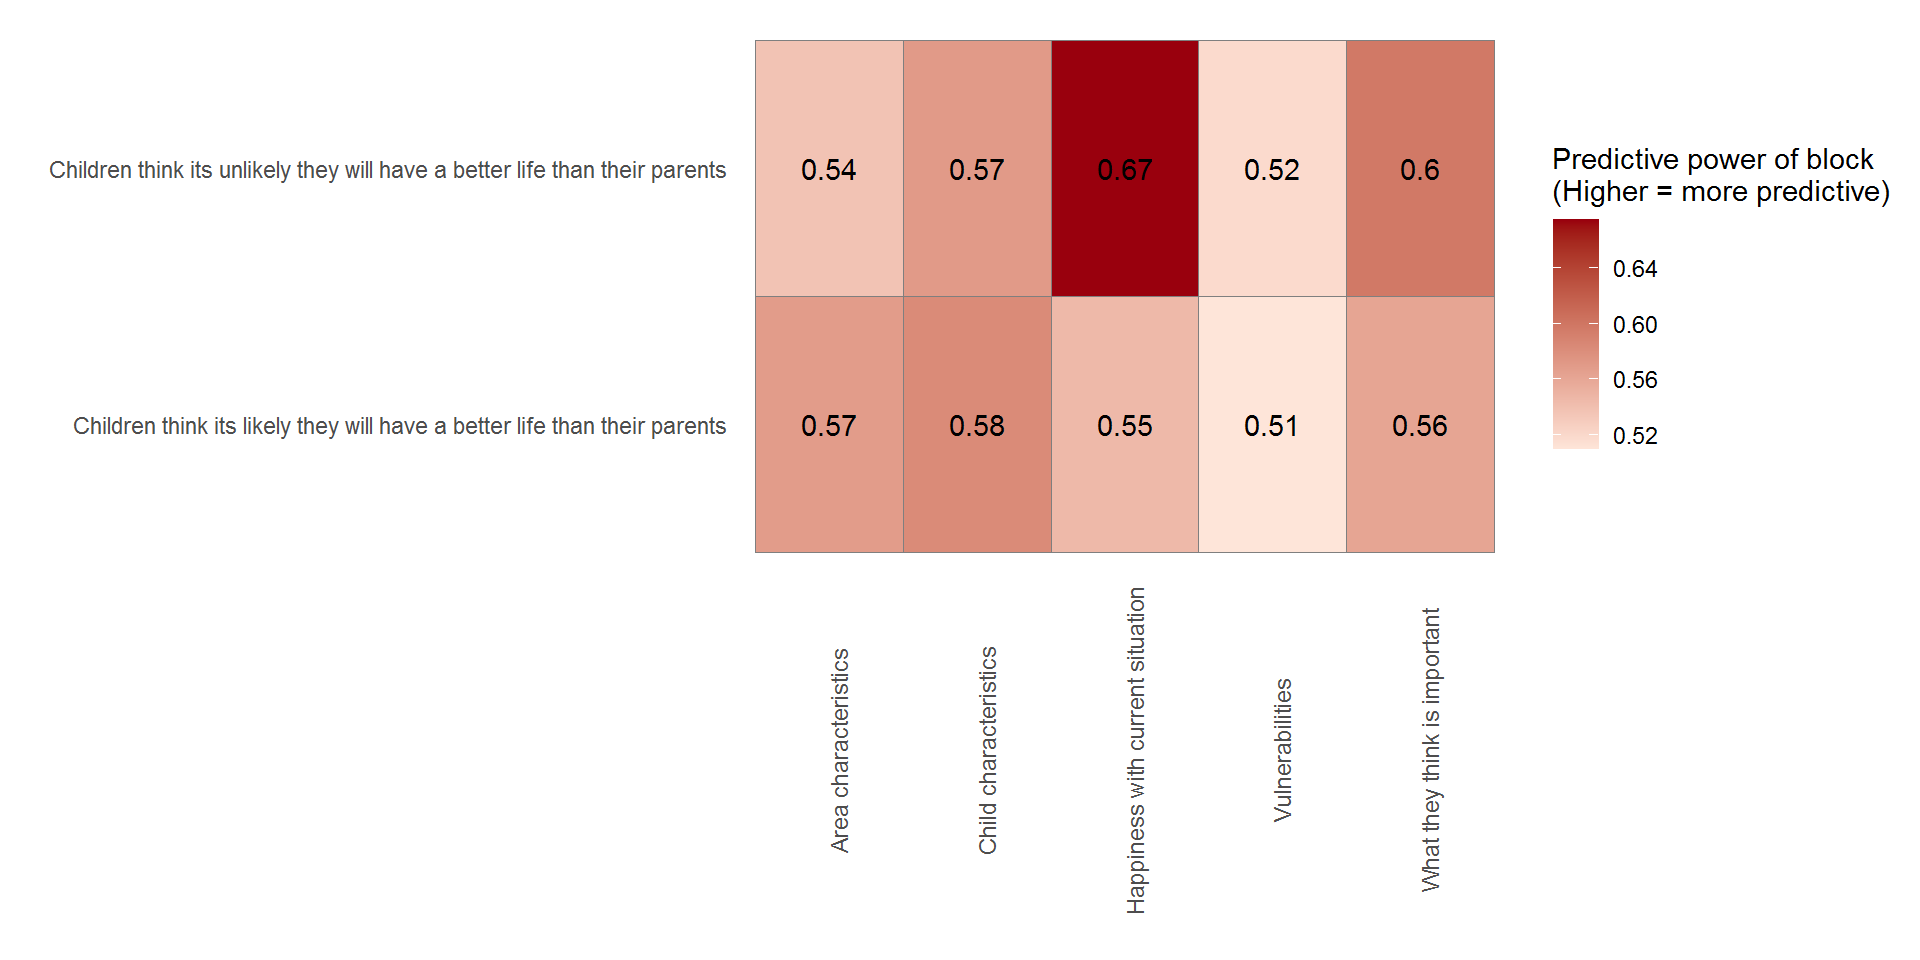 Children think its unlikely they will have a better life than their parents
0.54
0.57
0.67
0.52
0.6
Children think its likely they will have a better life than their parents
0.57
0.58
0.55
0.51
0.56
Area characteristics
Child characteristics
Happiness with current situation
Vulnerabilities
What they think is important
Predictive power of block
(Higher = more predictive)
0.64
0.60
0.56
0.52